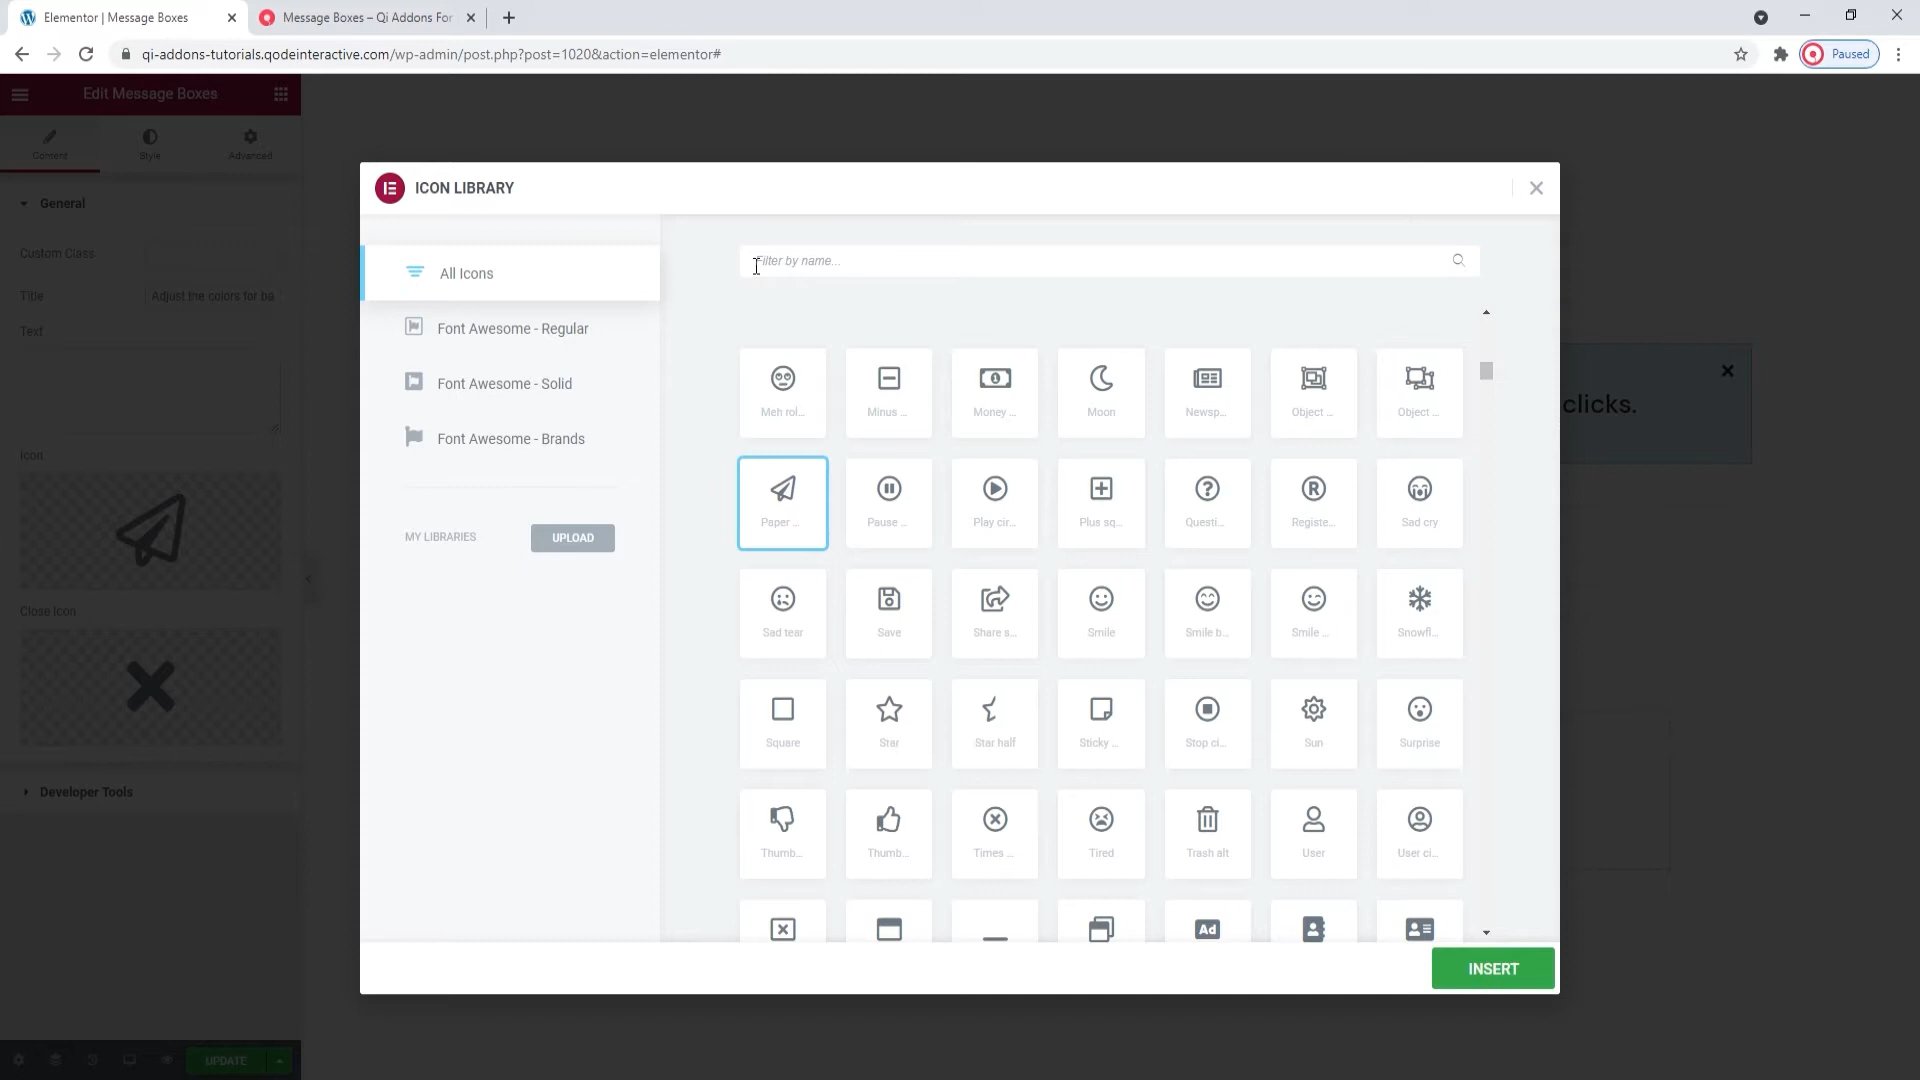 Elementor | Message Boxes
Message Boxes – Qi Addons For
qi-addons-tutorials.qodeinteractive.com/wp-admin/post.php?post=1020&action=elementor#
Paused
Edit Message Boxes
Content
Style
Advanced
General
Custom Class
Title
Adjust the colors for ba
Text
Icon
Close Icon
Developer Tools
UPDATE
ICON LIBRARY
All Icons
Font Awesome - Regular
Font Awesome - Solid
Font Awesome - Brands
MY LIBRARIES
UPLOAD
Filter by name...
Meh rol...
Minus ...
Money ...
Moon
Newsp...
Object ...
Object ...
Paper ...
Pause ...
Play cir...
Plus sq...
Questi...
Registe...
Sad cry
Sad tear
Save
Share s...
Smile
Smile b...
Smile ...
Snowfl...
Square
Star
Star half
Sticky ...
Stop ci...
Sun
Surprise
Thumb...
Thumb...
Times ...
Tired
Trash alt
User
User ci...
Ad
INSERT
clicks.